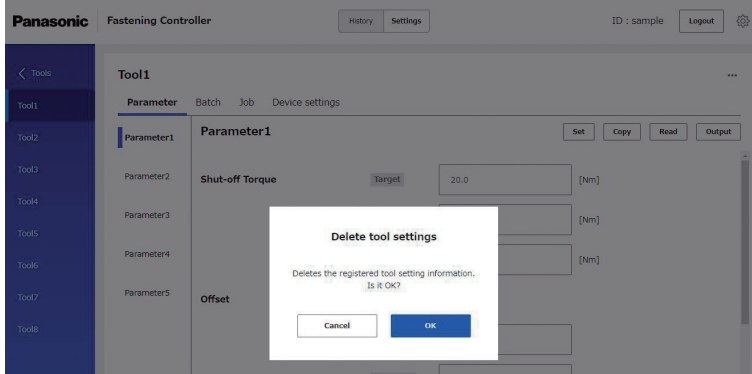 Panasonic Fastening Controller History Settings ID : sample Logout
Tools
Tool1
Tool2
Tool3
Tool4
Tool5
Tool6
Tool7
Tool8
Tool1
...
Parameter Batch Job Device settings
Parameter1
Parameter2
Parameter3
Parameter4
Parameter5
Parameter1 Set Copy Read Output
Shut-off Torque Target 20.0 [Nm]
[Nm]
[Nm]
Offset
Delete tool settings
Deletes the registered tool setting information.
Is it OK?
Cancel OK